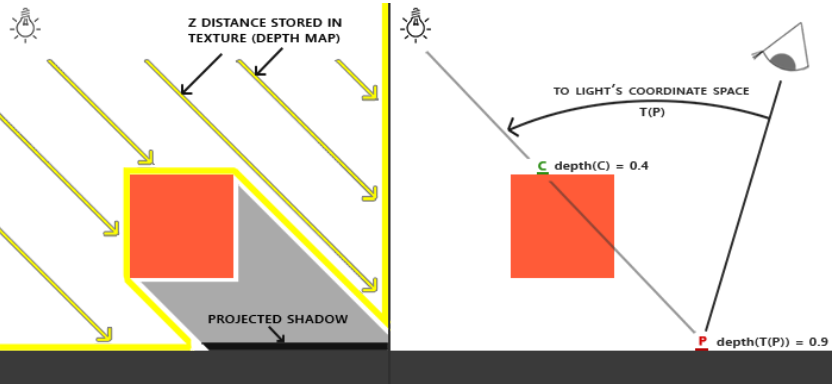 Z DISTANCE STORED IN
TEXTURE (DEPTH MAP)
PROJECTED SHADOW
TO LIGHT'S COORDINATE SPACE
T(P)
C depth(C) = 0.4
P depth(T(P)) = 0.9